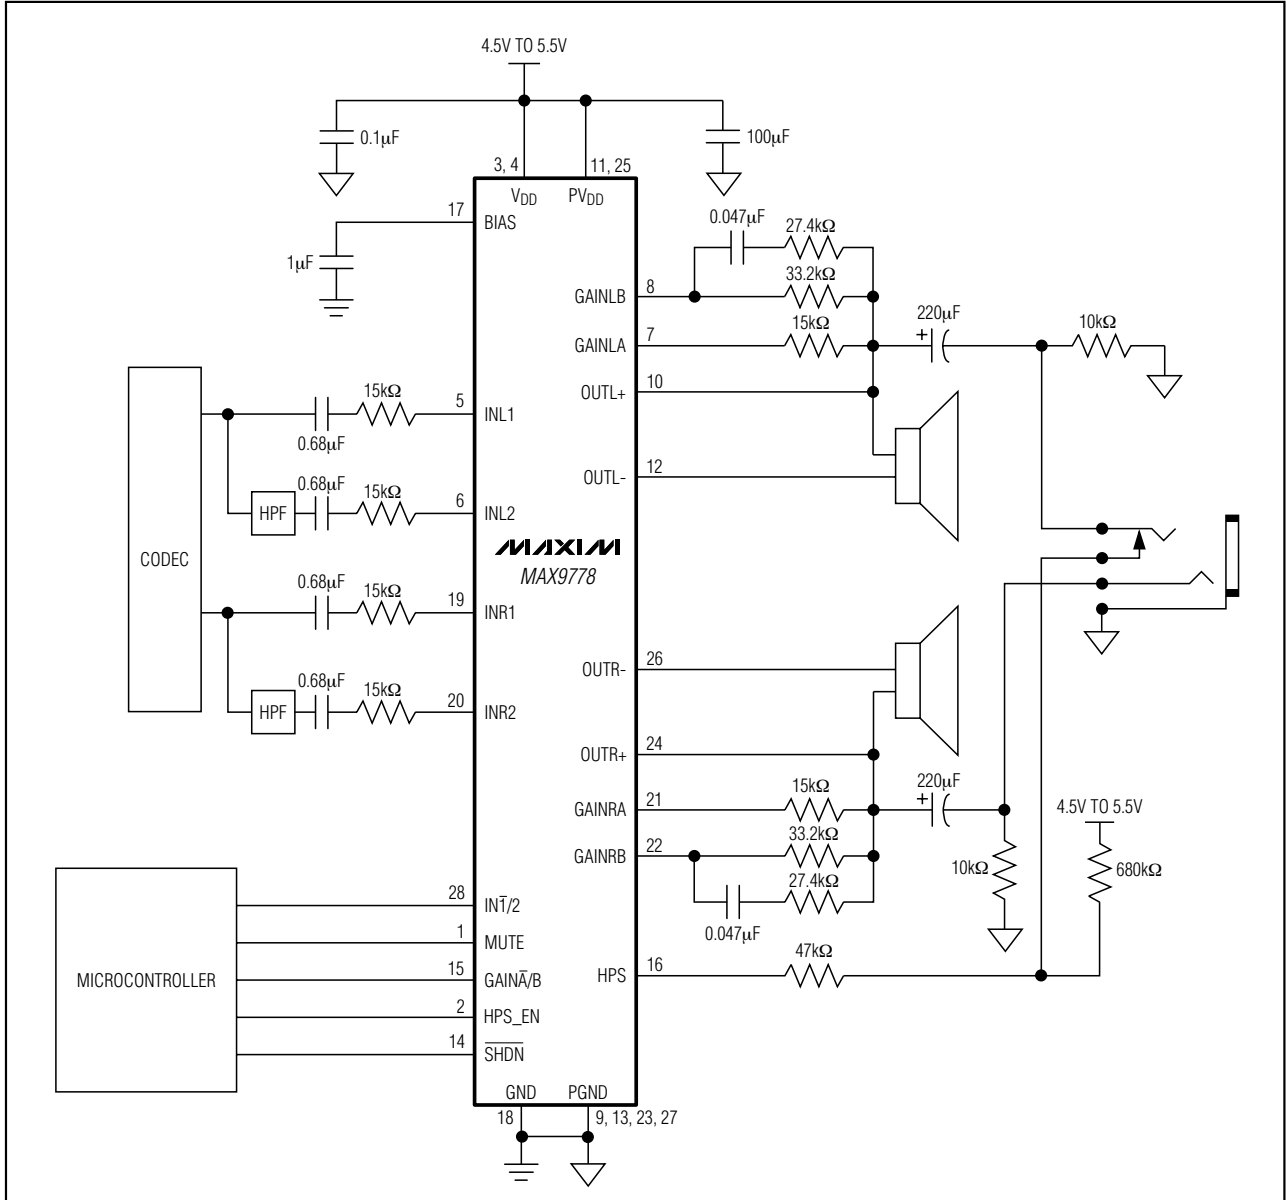 4.5V TO 5.5V
0.1µF
100µF
3, 4
11, 25
VDD
PVDD
17
BIAS
1µF
0.047µF
27.4kΩ
33.2kΩ
GAINLB
8
15kΩ
GAINLA
7
220µF
+
10kΩ
OUTL+
10
15kΩ
5
INL1
0.68µF
OUTL-
12
0.68µF
15kΩ
6
INL2
HPF
CODEC
MAXIM
MAX9778
0.68µF
15kΩ
19
INR1
OUTR-
26
0.68µF
15kΩ
20
INR2
HPF
OUTR+
24
15kΩ
GAINRA
21
220µF
+
4.5V TO 5.5V
33.2kΩ
GAINRB
22
10kΩ
680kΩ
27.4kΩ
0.047µF
28
IN1̅/2
1
MUTE
47kΩ
HPS
16
MICROCONTROLLER
15
GAINA̅/B
2
HPS_EN
14
S̅H̅D̅N̅
GND
PGND
18
9, 13, 23, 27